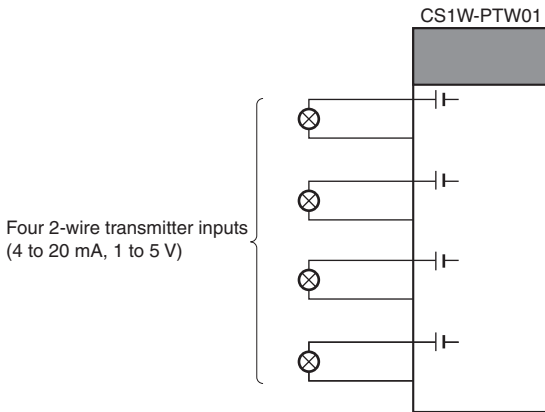 CS1W-PTW01
Four 2-wire transmitter inputs
(4 to 20 mA, 1 to 5 V)